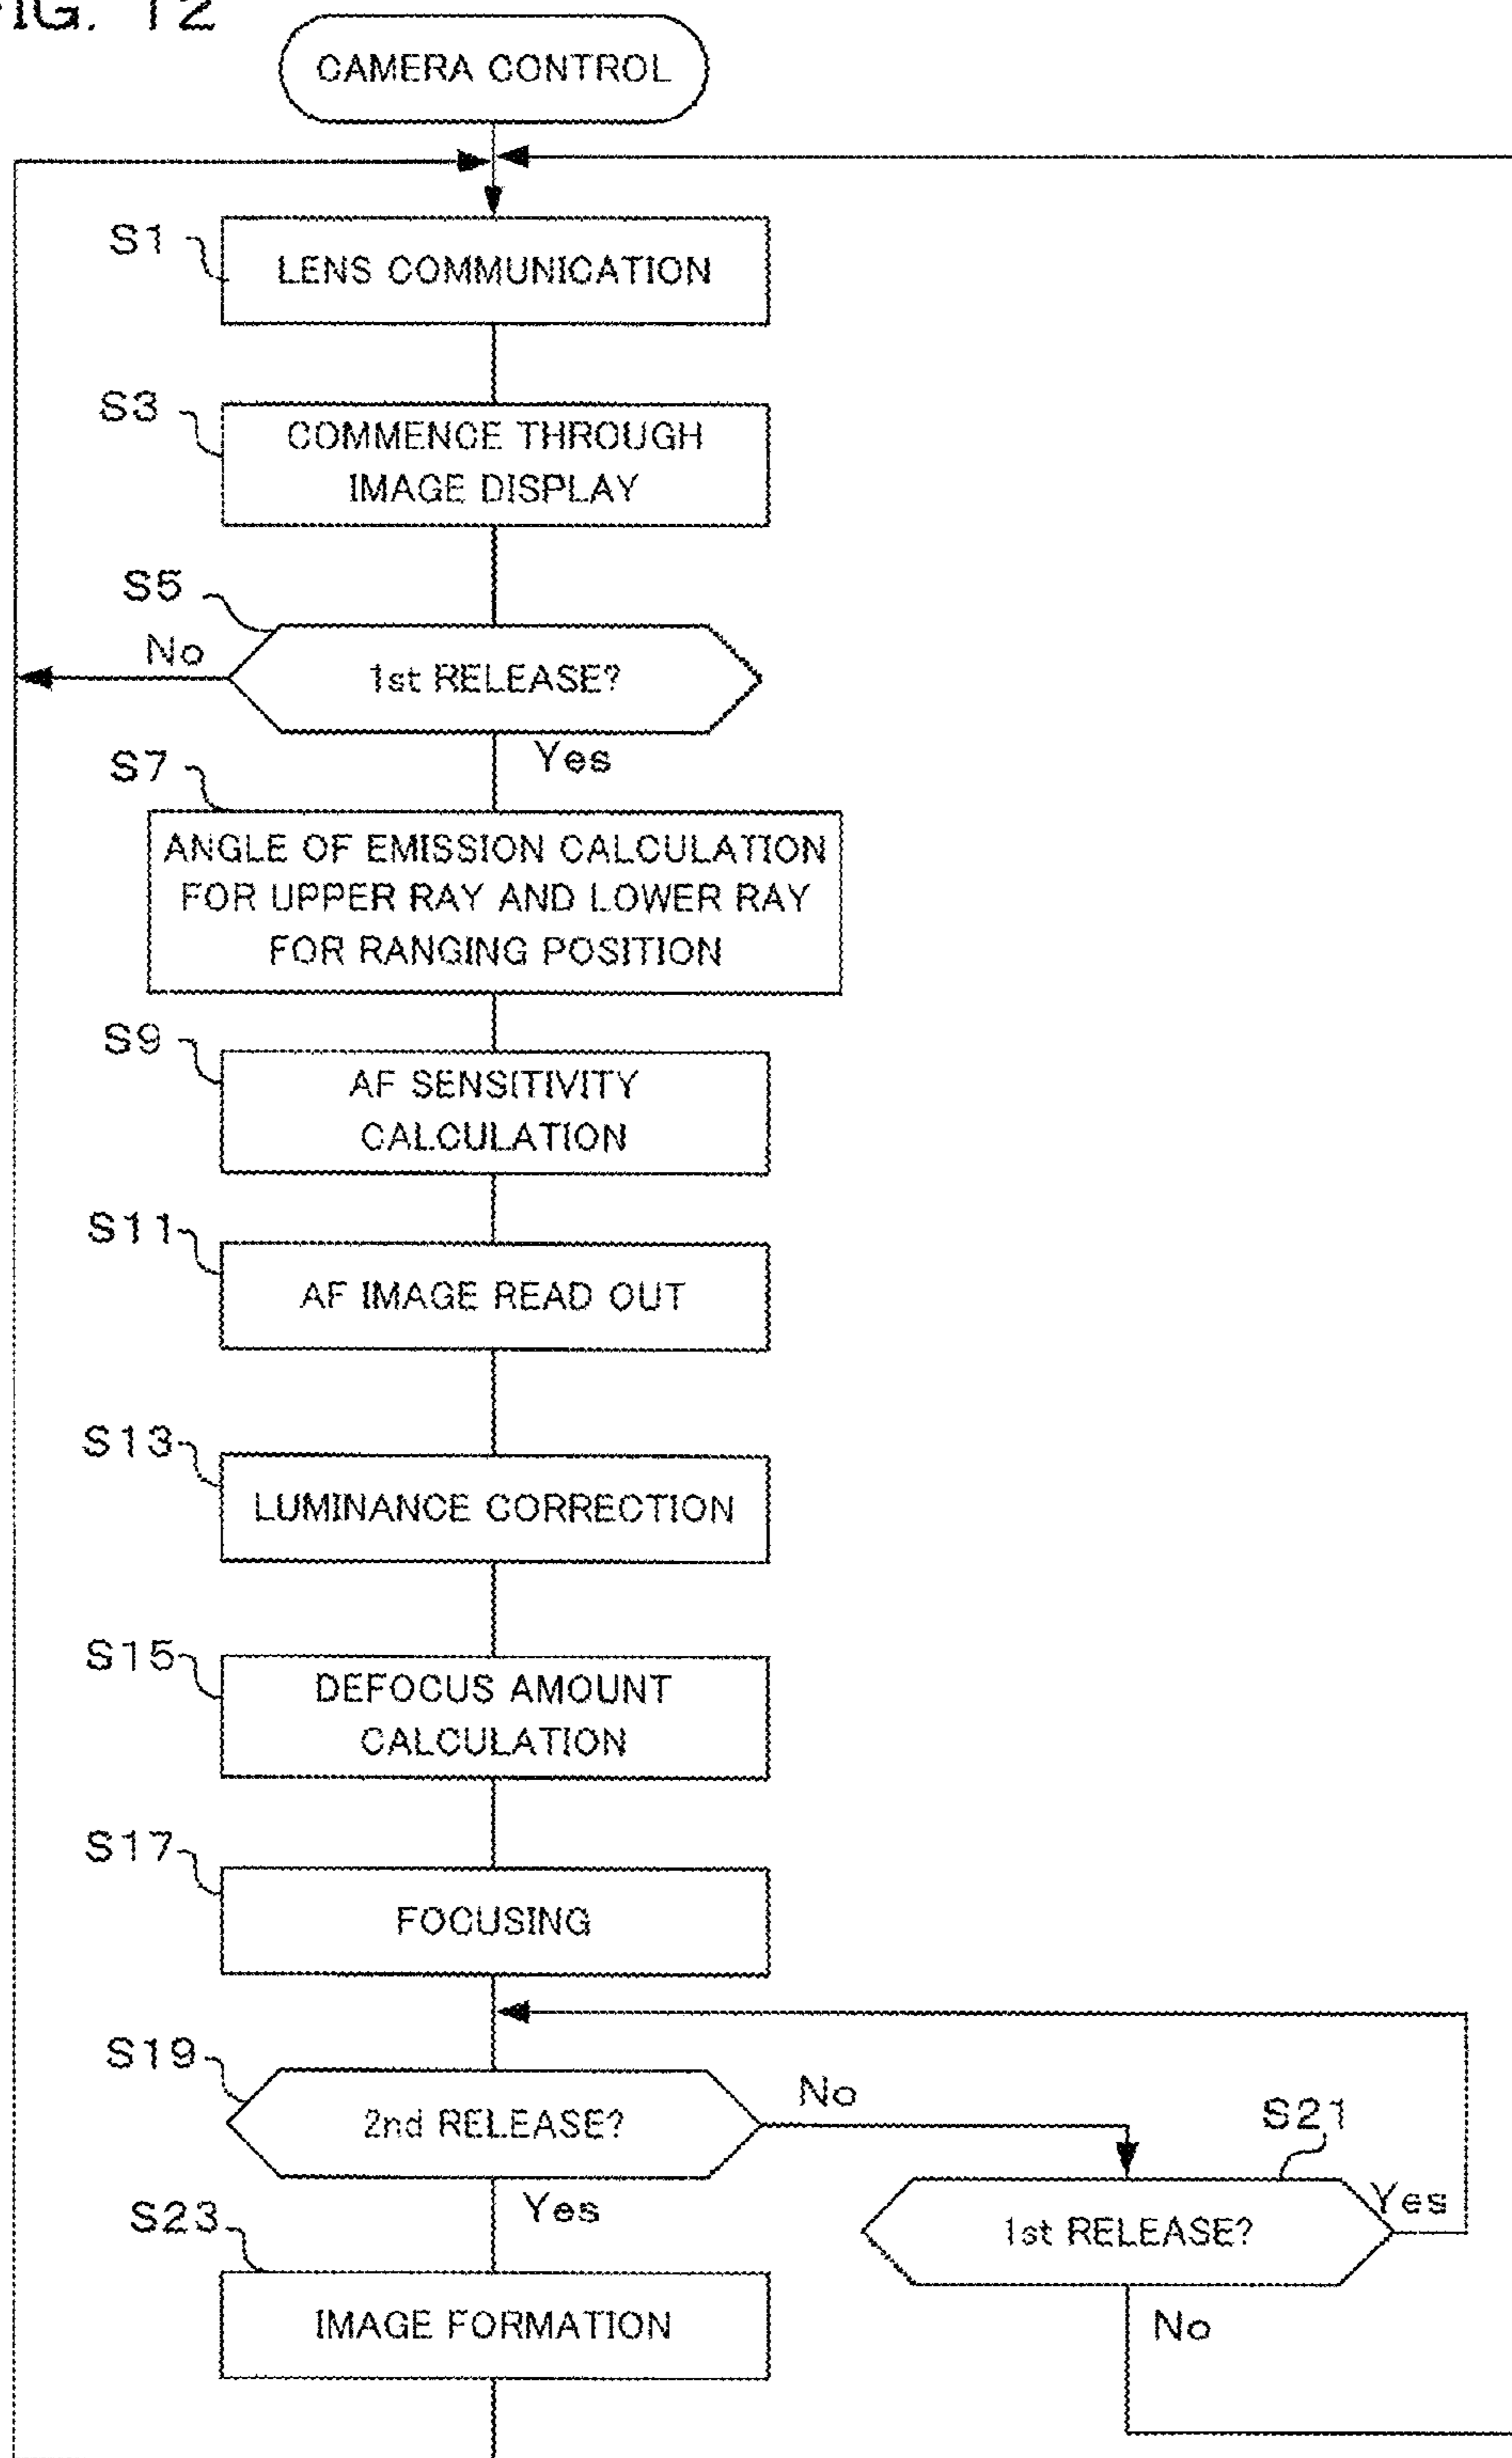 FIG. 12
CAMERA CONTROL
S1
LENS COMMUNICATION
S3
COMMENCE THROUGH
IMAGE DISPLAY
S5
No
1st RELEASE?
Yes
S7
ANGLE OF EMISSION CALCULATION
FOR UPPER RAY AND LOWER RAY
FOR RANGING POSITION
S9
AF SENSITIVITY
CALCULATION
S11
AF IMAGE READ OUT
S13
LUMINANCE CORRECTION
S15
DEFOCUS AMOUNT
CALCULATION
S17
FOCUSING
S19
2nd RELEASE?
No
S21
Yes
1st RELEASE?
Yes
No
S23
IMAGE FORMATION